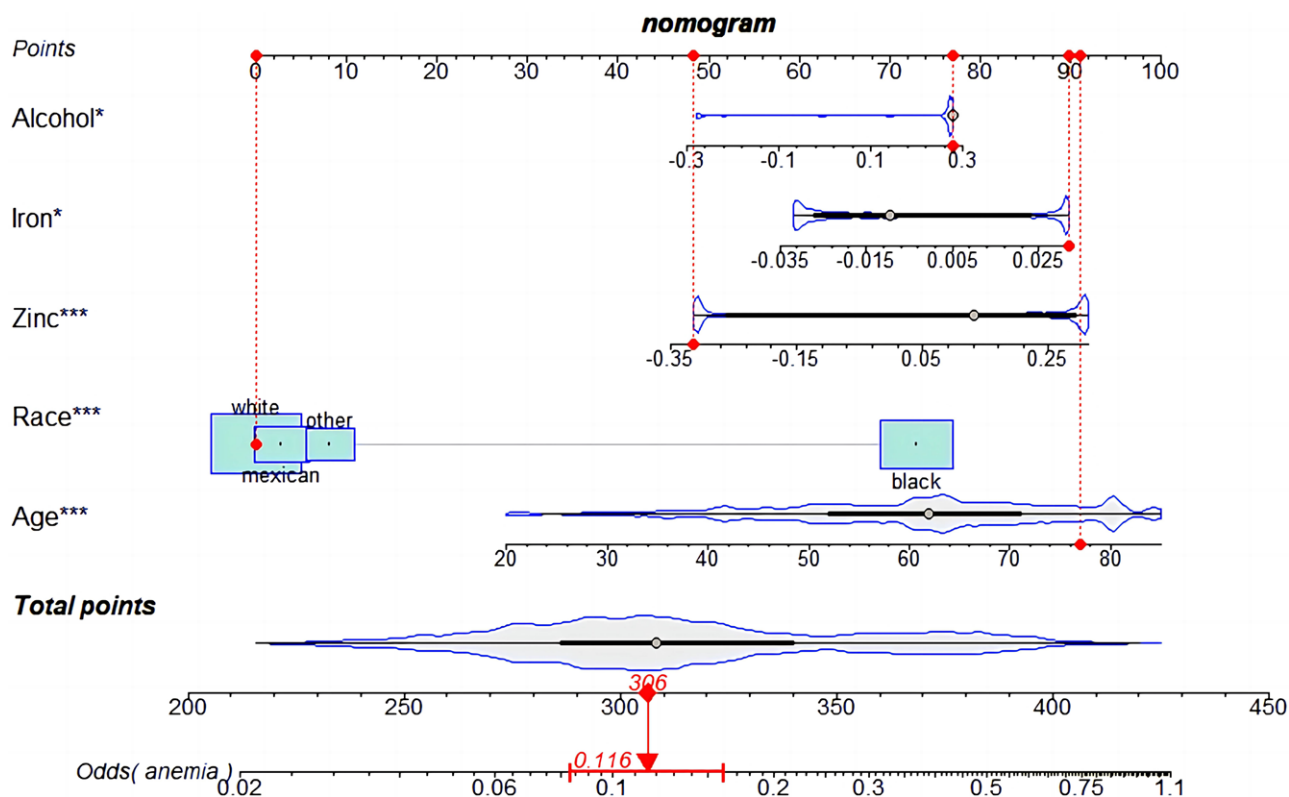 nomogram
Points
0 10 20 30 40 50 60 70 80 90 100
Alcohol*
-0.3 -0.1 0.1 0.3
Iron*
-0.035 -0.015 0.005 0.025
Zinc***
-0.35 -0.15 0.05 0.25
Race***
white
other
mexican
black
Age***
20 30 40 50 60 70 80
Total points
306
200 250 300 350 400 450
0.116
Odds( anemia )
0.02 0.06 0.1 0.2 0.3 0.5 0.75 1.1